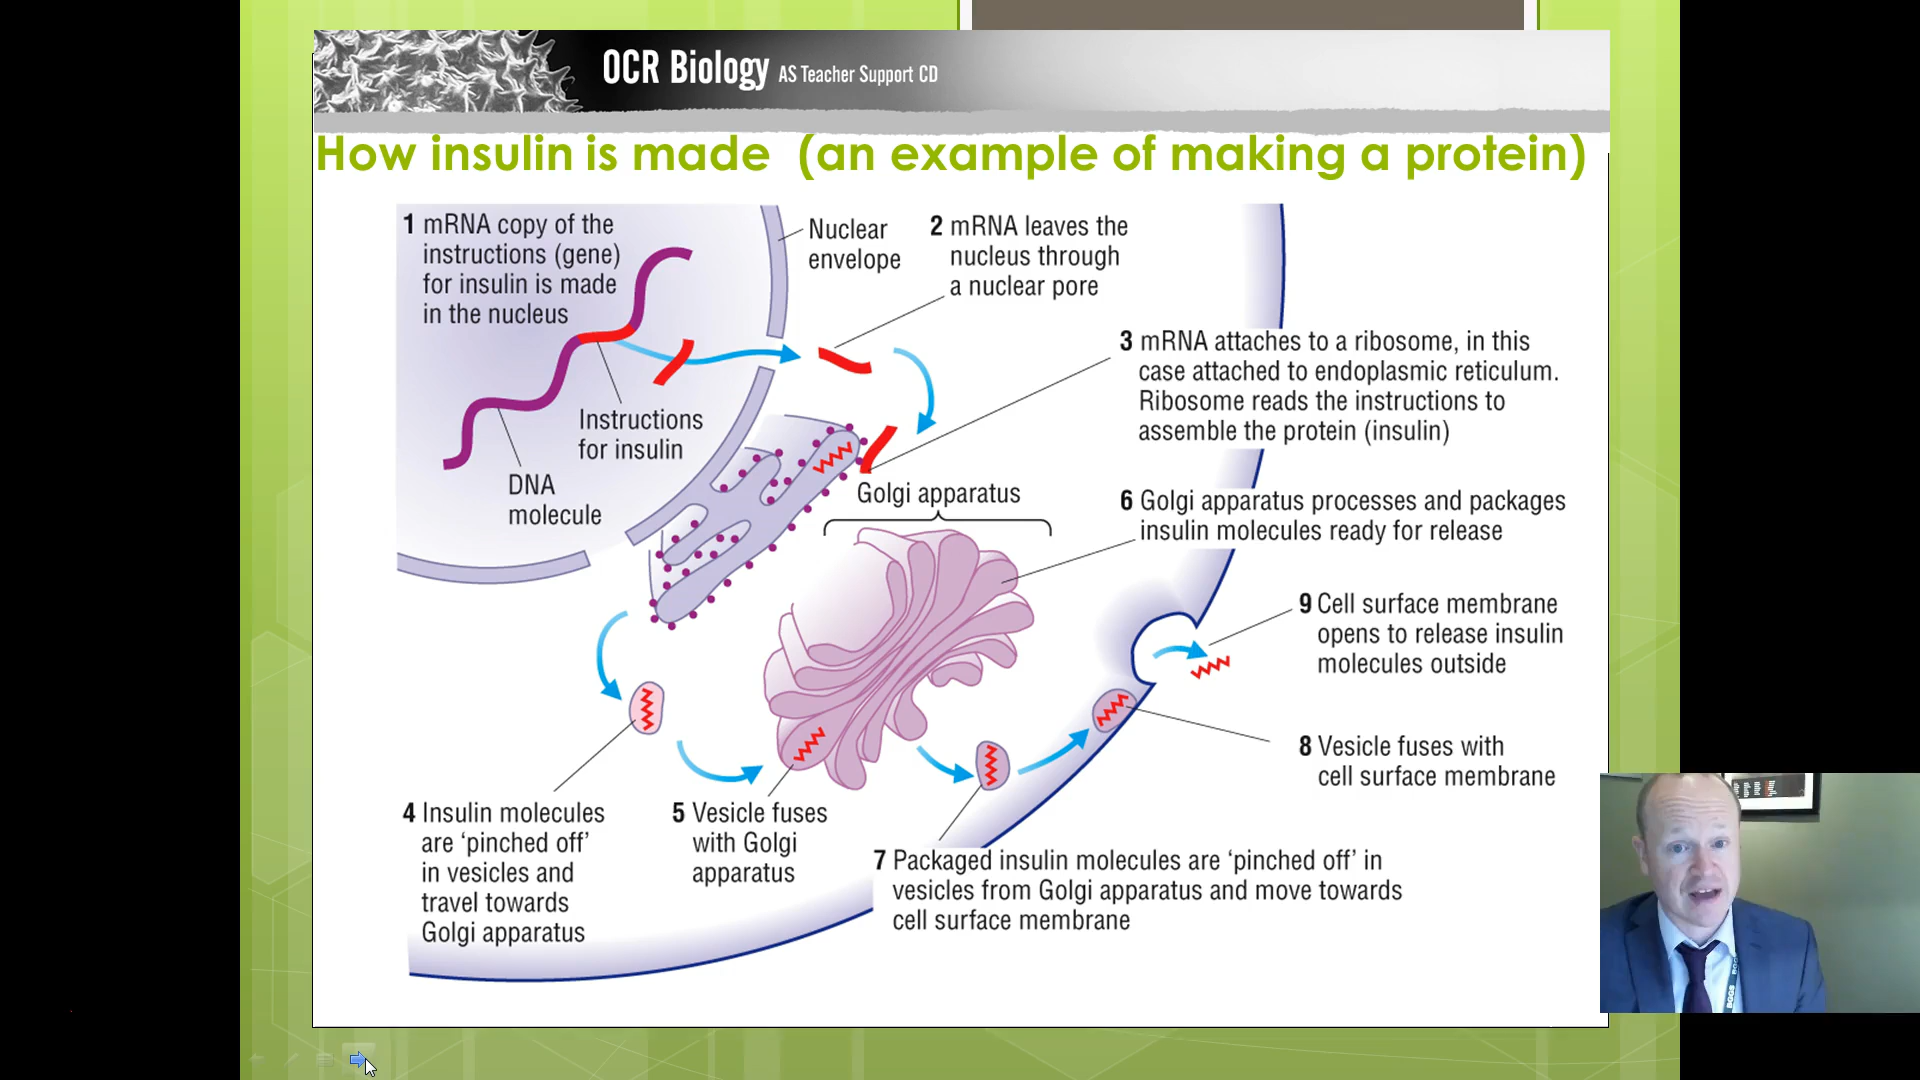 OCR Biology AS Teacher Support CD
How insulin is made (an example of making a protein)
1 mRNA copy of the
instructions (gene)
for insulin is made
in the nucleus
Nuclear
envelope
2 mRNA leaves the
nucleus through
a nuclear pore
3 mRNA attaches to a ribosome, in this
case attached to endoplasmic reticulum.
Ribosome reads the instructions to
assemble the protein (insulin)
Instructions
for insulin
DNA
molecule
Golgi apparatus
6 Golgi apparatus processes and packages
insulin molecules ready for release
9 Cell surface membrane
opens to release insulin
molecules outside
8 Vesicle fuses with
cell surface membrane
4 Insulin molecules
are ‘pinched off’
in vesicles and
travel towards
Golgi apparatus
5 Vesicle fuses
with Golgi
apparatus
7 Packaged insulin molecules are ‘pinched off’ in
vesicles from Golgi apparatus and move towards
cell surface membrane
BGGS